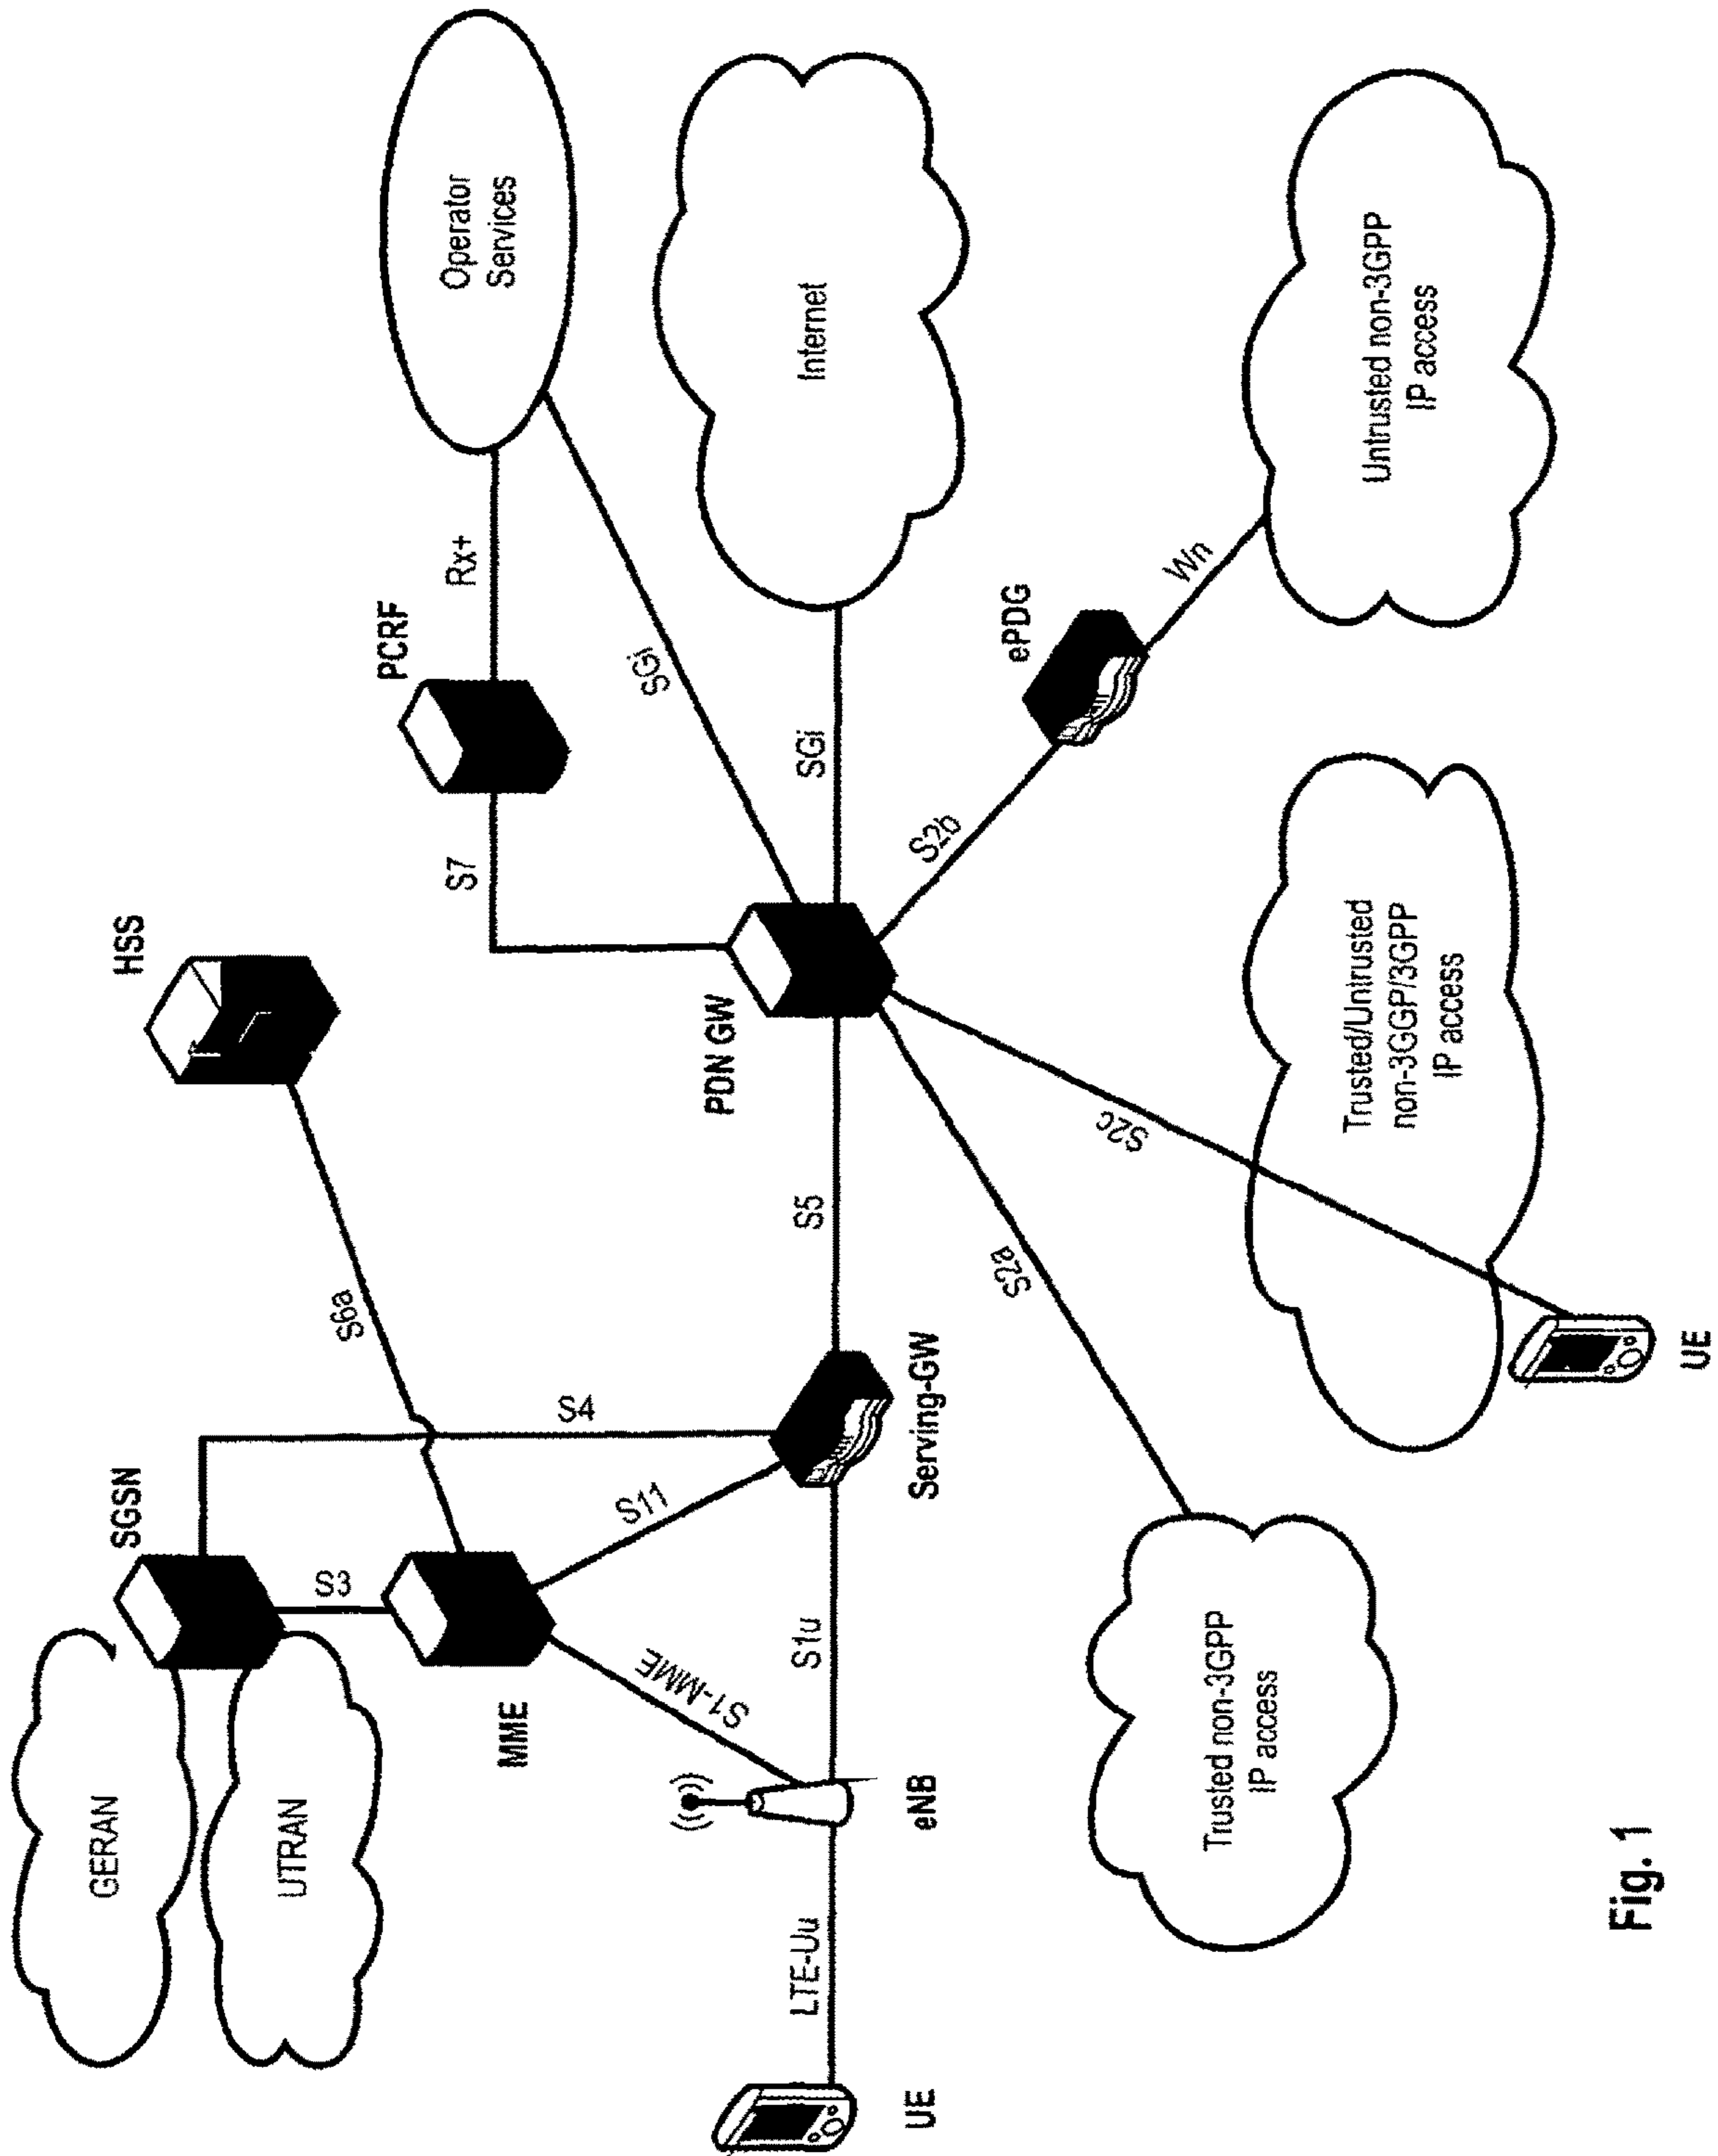 GERAN
UTRAN
SGSN
HSS
S3
S4
S6a
MME
S11
S1-MME
PCRF
S7
Rx+
Operator
Services
SGi
UE
LTE-Uu
eNB
S1u
Serving-GW
S5
PDN GW
SGi
Internet
S2a
S2c
S2b
ePDG
Wn
Trusted non-3GPP
IP access
Trusted/Untrusted
non-3GGP/3GPP
IP access
Untrusted non-3GPP
IP access
UE
Fig. 1